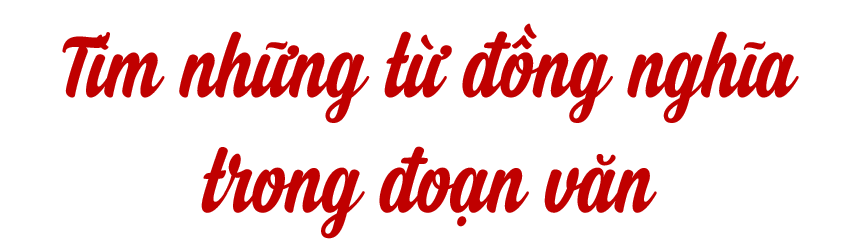 Tìm những từ đồng nghĩa
trong đoạn văn